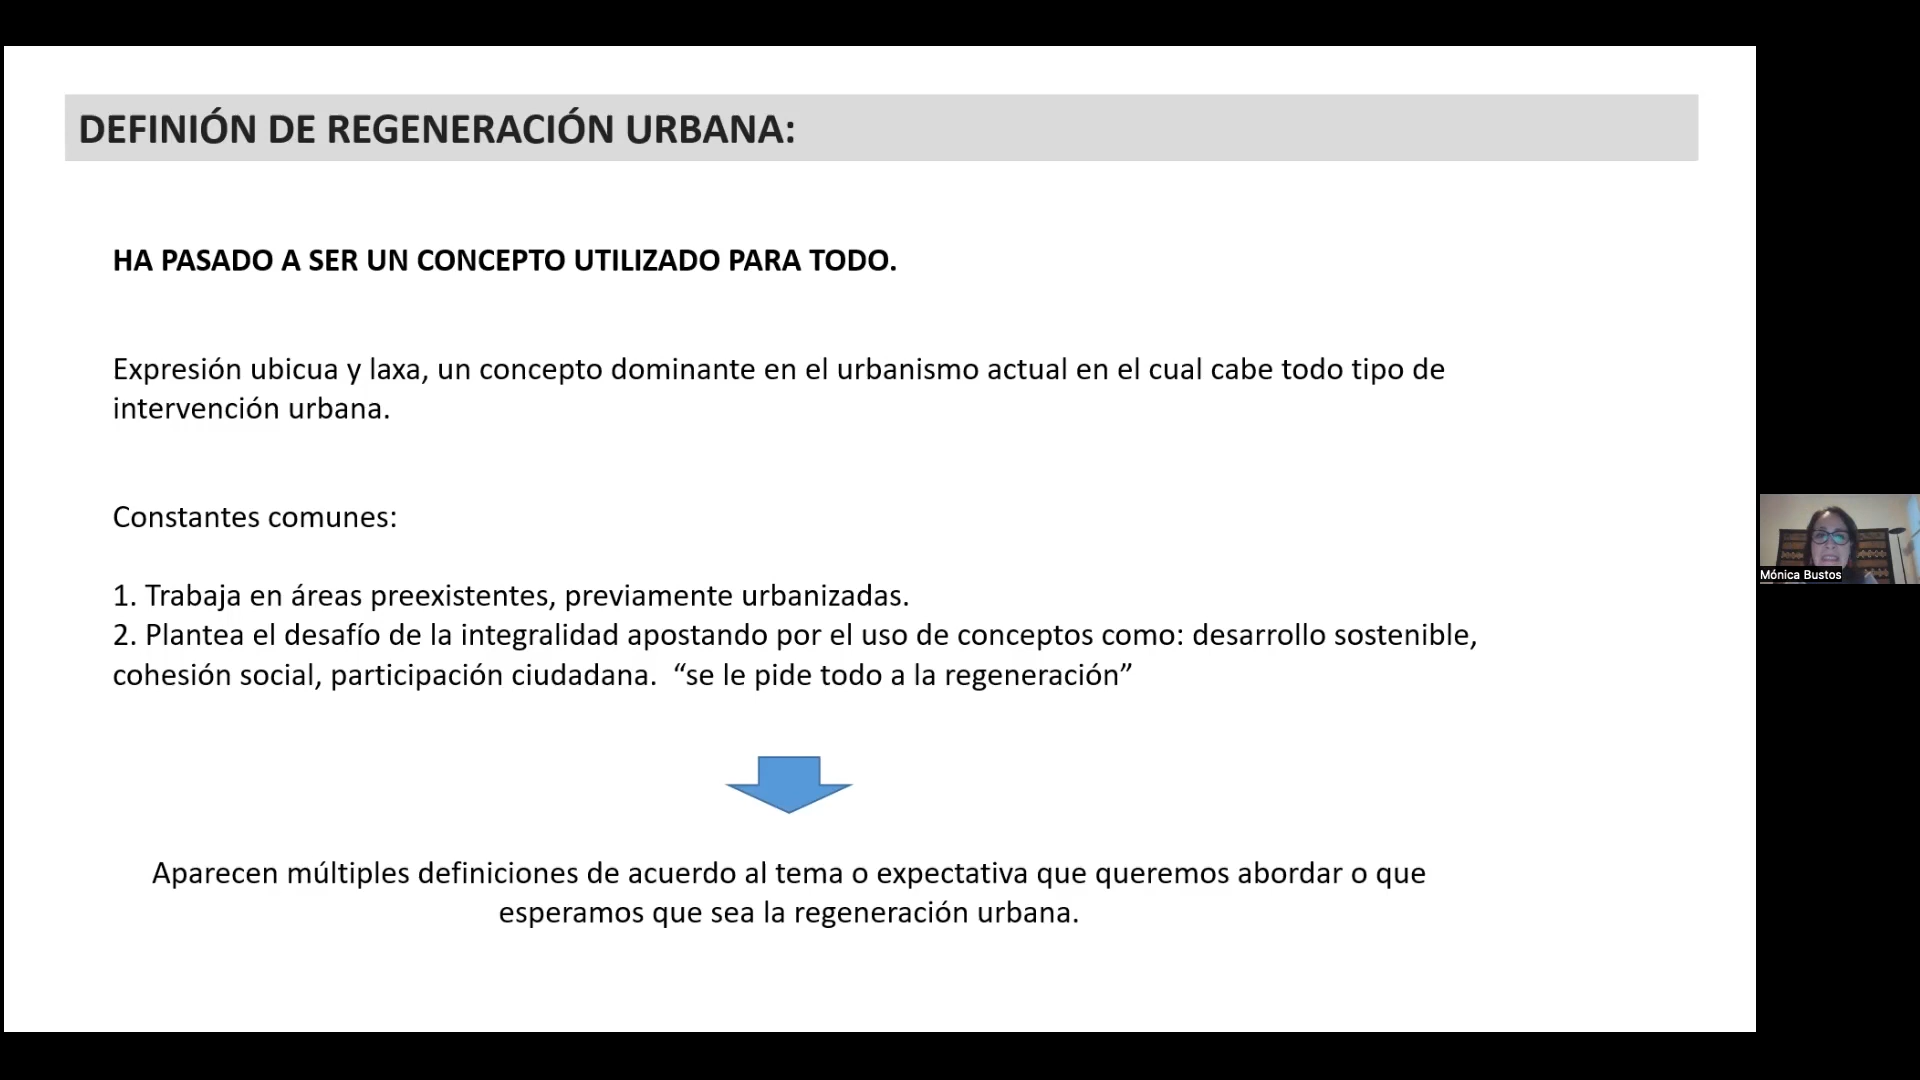 DEFINIÓN DE REGENERACIÓN URBANA:
HA PASADO A SER UN CONCEPTO UTILIZADO PARA TODO.
Expresión ubicua y laxa, un concepto dominante en el urbanismo actual en el cual cabe todo tipo de
intervención urbana.
Constantes comunes:
1. Trabaja en áreas preexistentes, previamente urbanizadas.
2. Plantea el desafío de la integralidad apostando por el uso de conceptos como: desarrollo sostenible,
cohesión social, participación ciudadana.  “se le pide todo a la regeneración”
Aparecen múltiples definiciones de acuerdo al tema o expectativa que queremos abordar o que
esperamos que sea la regeneración urbana.
Mónica Bustos